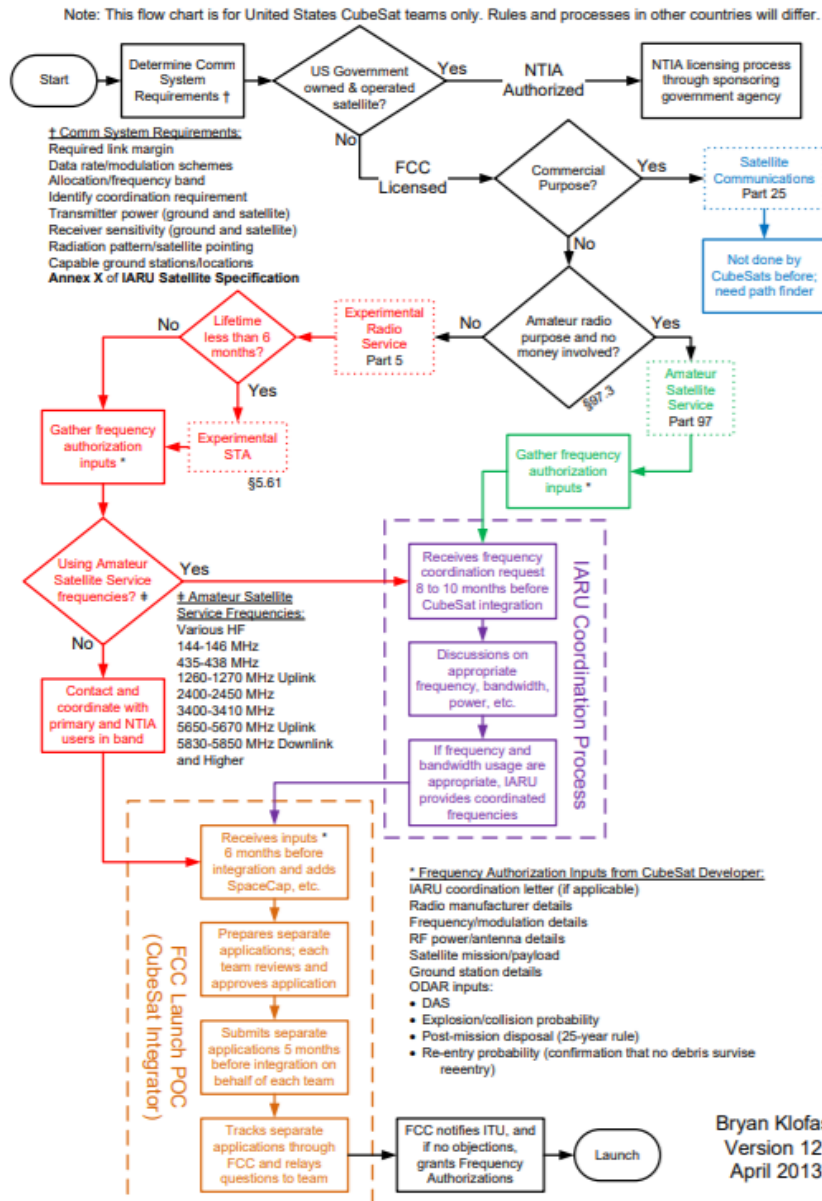 Note: This flow chart is for United States CubeSat teams only. Rules and processes in other countries will differ.
Start
Determine Comm
System
Requirements †
US Government
owned & operated
satellite?
Yes
NTIA
Authorized
NTIA licensing process
through sponsoring
government agency
No
† Comm System Requirements:
Required link margin
Data rate/modulation schemes
Allocation/frequency band
Identify coordination requirement
Transmitter power (ground and satellite)
Receiver sensitivity (ground and satellite)
Radiation pattern/satellite pointing
Capable ground stations/locations
Annex X of IARU Satellite Specification
FCC
Licensed
Commercial
Purpose?
Yes
Satellite
Communications
Part 25
Not done by
CubeSats before;
need path finder
No
Amateur radio
purpose and no
money involved?
§97.3
No
Yes
Experimental
Radio
Service
Part 5
Lifetime
less than 6
months?
No
Yes
Experimental
STA
§5.61
Gather frequency
authorization
inputs *
Amateur
Satellite
Service
Part 97
Gather frequency
authorization
inputs *
Using Amateur
Satellite Service
frequencies? ‡
Yes
No
‡ Amateur Satellite
Service Frequencies:
Various HF
144-146 MHz
435-438 MHz
1260-1270 MHz Uplink
2400-2450 MHz
3400-3410 MHz
5650-5670 MHz Uplink
5830-5850 MHz Downlink
and Higher
Contact and
coordinate with
primary and NTIA
users in band
IARU Coordination Process
Receives frequency
coordination request
8 to 10 months before
CubeSat integration
Discussions on
appropriate
frequency, bandwidth,
power, etc.
If frequency and
bandwidth usage are
appropriate, IARU
provides coordinated
frequencies
FCC Launch POC
(CubeSat Integrator)
Receives inputs *
6 months before
integration and adds
SpaceCap, etc.
Prepares separate
applications; each
team reviews and
approves application
Submits separate
applications 5 months
before integration on
behalf of each team
Tracks separate
applications through
FCC and relays
questions to team
* Frequency Authorization Inputs from CubeSat Developer:
IARU coordination letter (if applicable)
Radio manufacturer details
Frequency/modulation details
RF power/antenna details
Satellite mission/payload
Ground station details
ODAR inputs:
• DAS
• Explosion/collision probability
• Post-mission disposal (25-year rule)
• Re-entry probability (confirmation that no debris survise
reeentry)
FCC notifies ITU, and
if no objections,
grants Frequency
Authorizations
Launch
Bryan Klofas
Version 12
April 2013